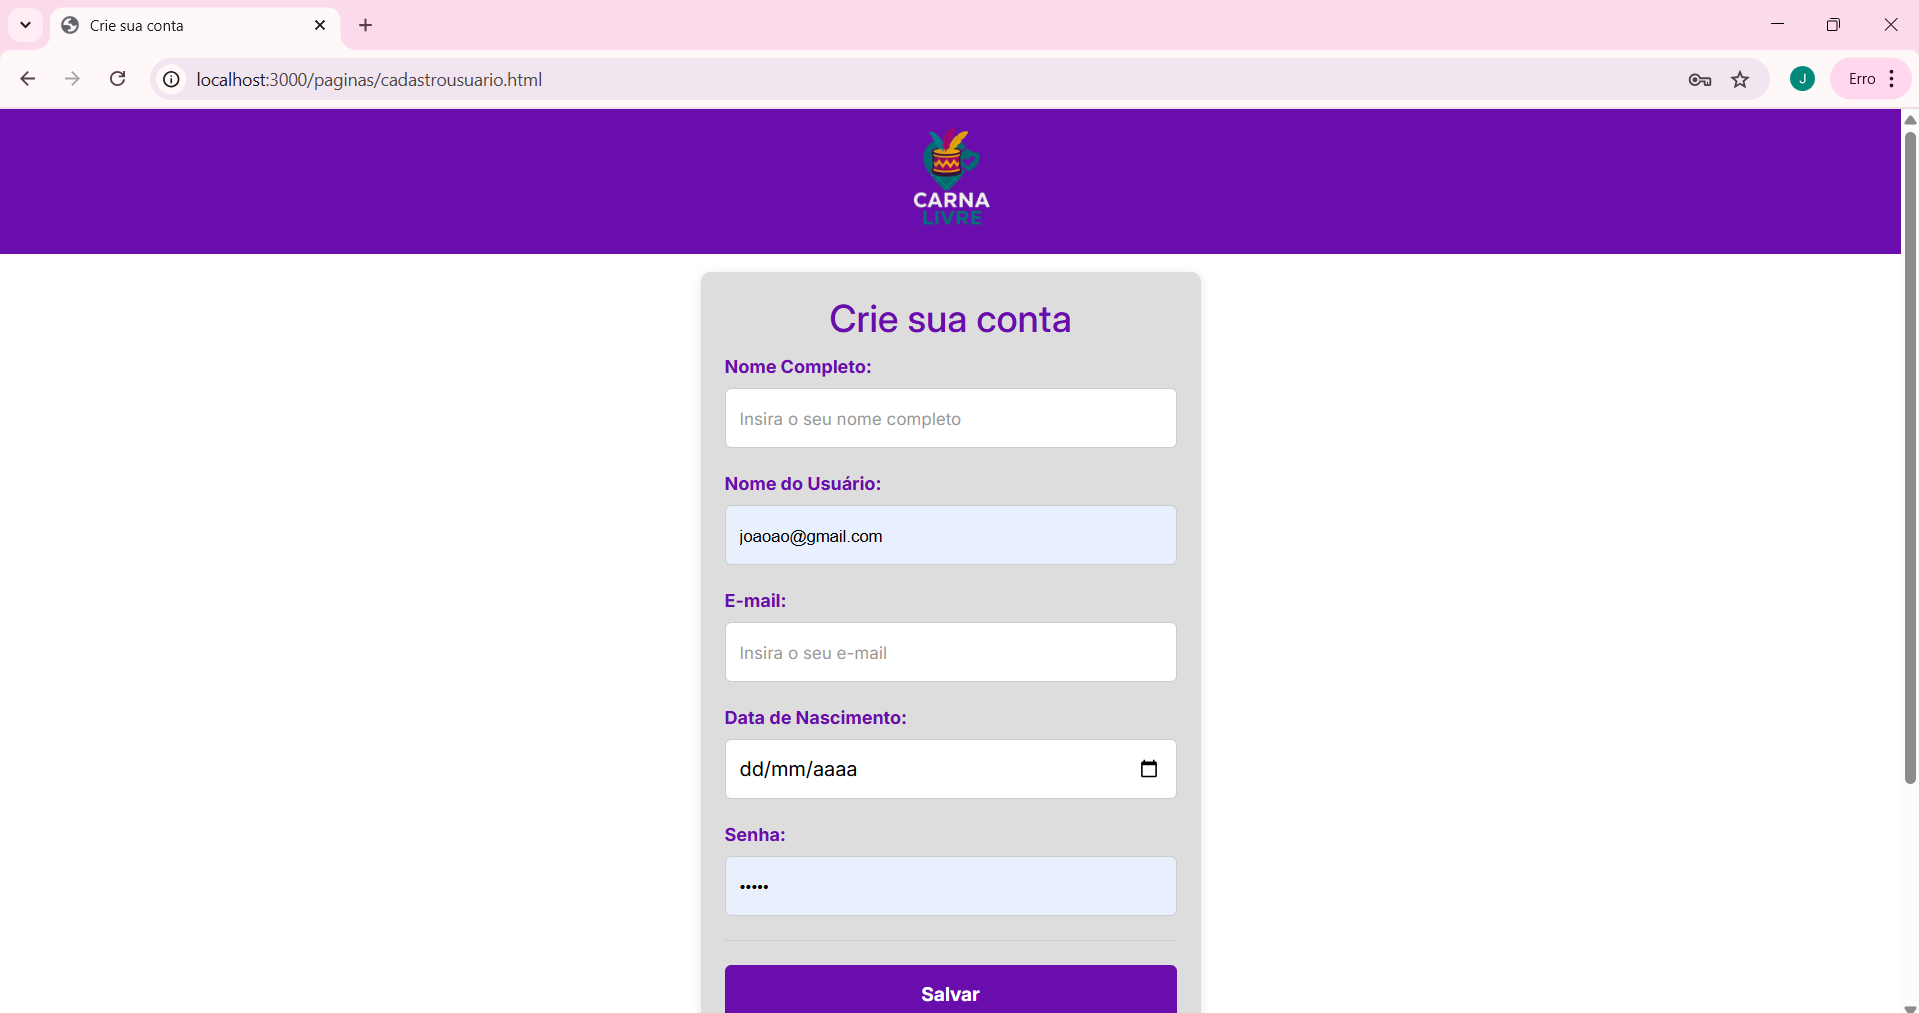 Crie sua conta
localhost:3000/paginas/cadastrousuario.html
J
Erro
CARNA
LIVRE
Crie sua conta
Nome Completo:
Insira o seu nome completo
Nome do Usuário:
joaoao@gmail.com
E-mail:
Insira o seu e-mail
Data de Nascimento:
dd/mm/aaaa
Senha:
•••••
Salvar